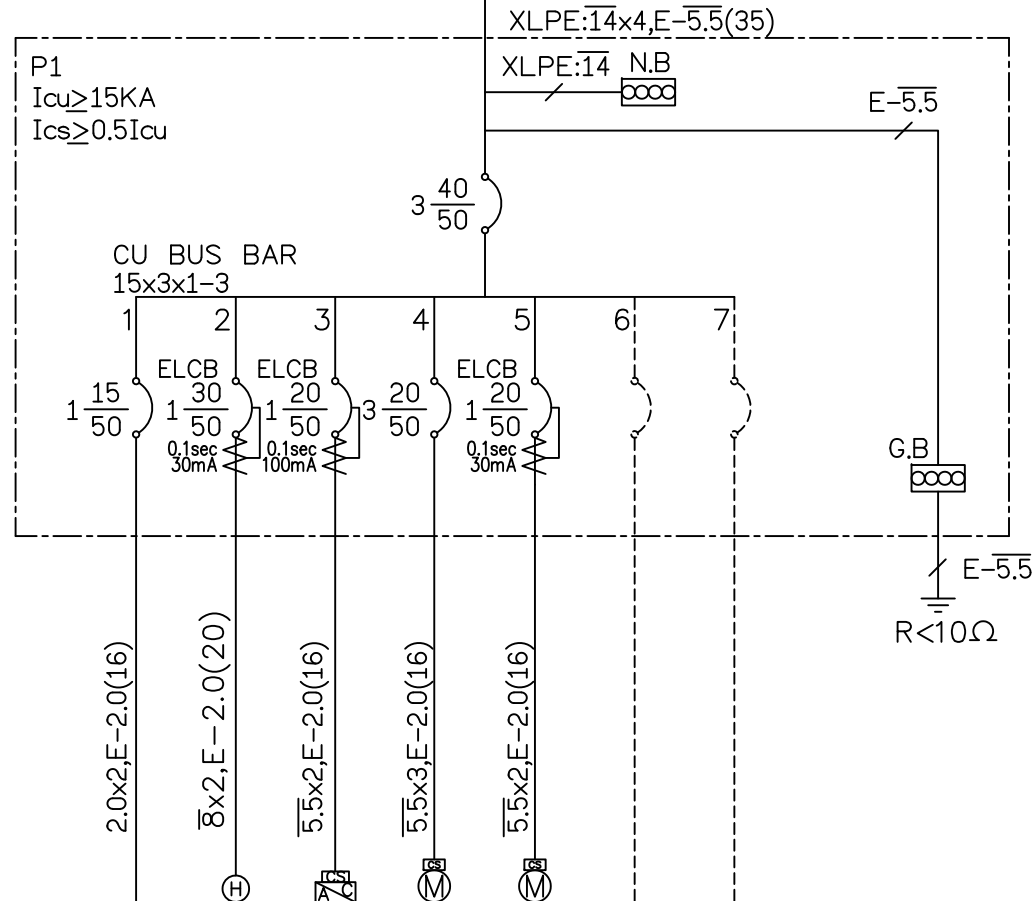 XLPE:14x4,E-5.5(35)
P1
XLPE:14
N.B
Icu≥15KA
E-5.5
Ics≥0.5Icu
3 40/50
CU BUS BAR
15x3x1-3
1
2
3
4
5
6
7
ELCB
ELCB
ELCB
1 15/50
1 30/50
1 20/50
3 20/50
1 20/50
0.1sec
30mA
0.1sec
100mA
0.1sec
30mA
G.B
E-5.5
R<10Ω
2.0x2,E-2.0(16)
8x2,E-2.0(20)
5.5x2,E-2.0(16)
5.5x3,E-2.0(16)
5.5x2,E-2.0(16)
H
CS
A C
CS
M
CS
M